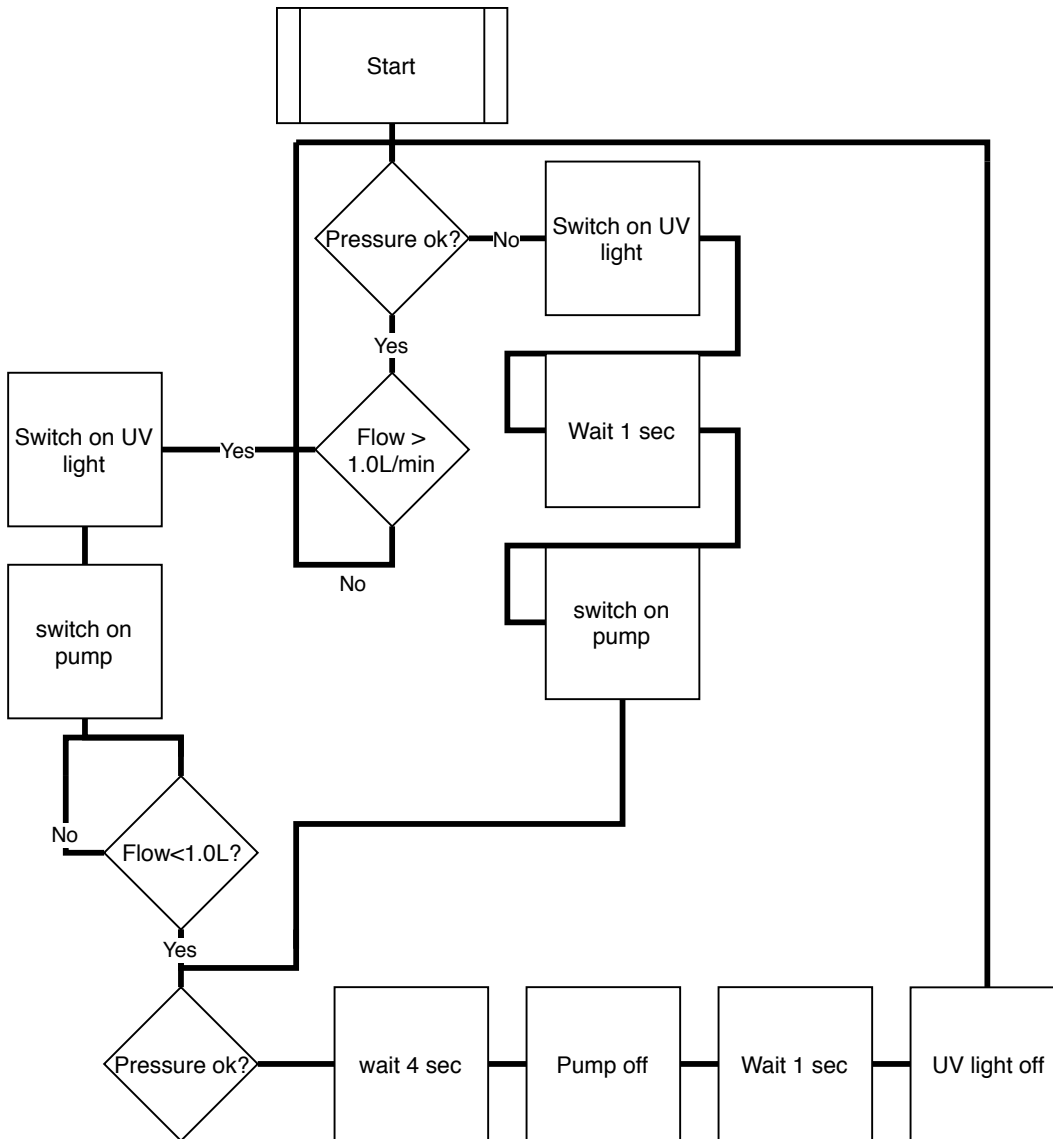 Start
Pressure ok?
No
Switch on UV
light
Yes
Flow >
1.0L/min
Yes
Switch on UV
light
Wait 1 sec
No
switch on
pump
switch on
pump
No
Flow<1.0L?
Yes
Pressure ok?
wait 4 sec
Pump off
Wait 1 sec
UV light off